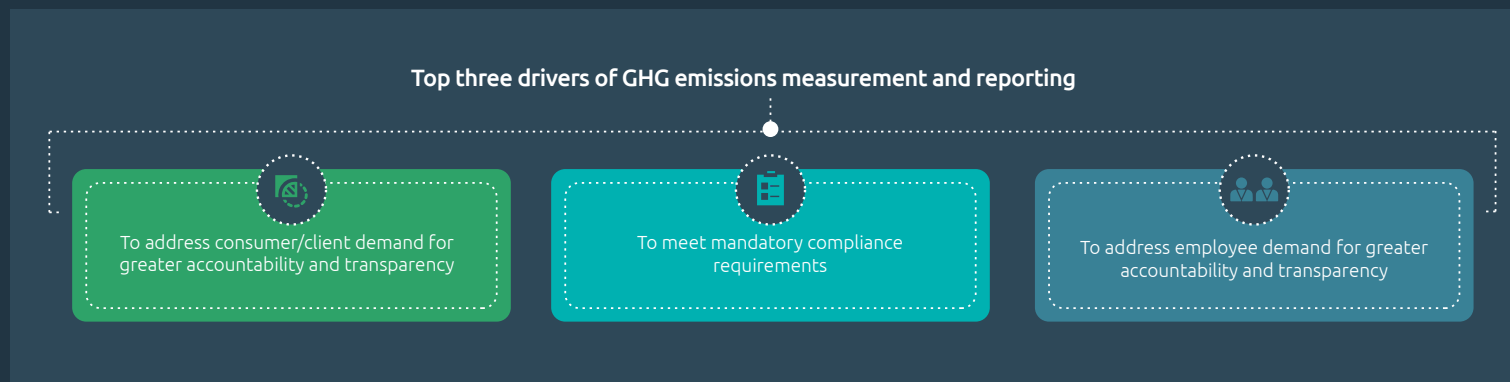 Top three drivers of GHG emissions measurement and reporting
To address consumer/client demand for
greater accountability and transparency
To meet mandatory compliance
requirements
To address employee demand for greater
accountability and transparency